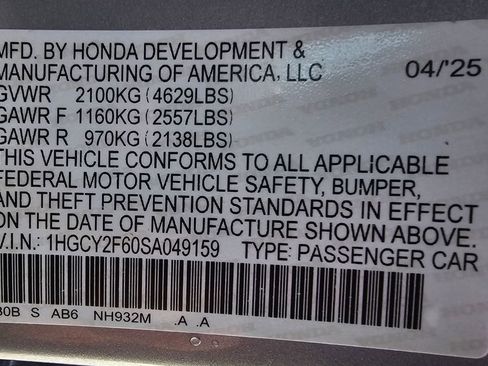 MFD. BY HONDA DEVELOPMENT &
MANUFACTURING OF AMERICA, LLC 04/'25
GVWR 2100KG (4629LBS)
GAWR F 1160KG (2557LBS)
GAWR R 970KG (2138LBS)
THIS VEHICLE CONFORMS TO ALL APPLICABLE
FEDERAL MOTOR VEHICLE SAFETY, BUMPER,
AND THEFT PREVENTION STANDARDS IN EFFECT
ON THE DATE OF MANUFACTURE SHOWN ABOVE.
V.I.N.: 1HGCY2F60SA049159 TYPE: PASSENGER CAR
30B S AB6 NH932M .A .A